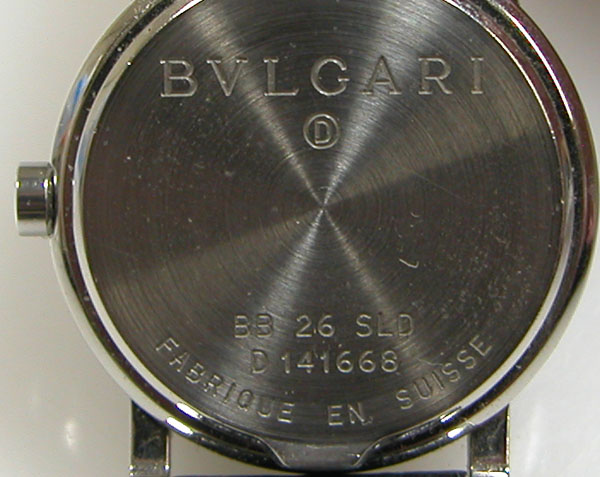 BVLGARI
D
BB 26 SLD
D 141668
FABRIQUE EN SUISSE